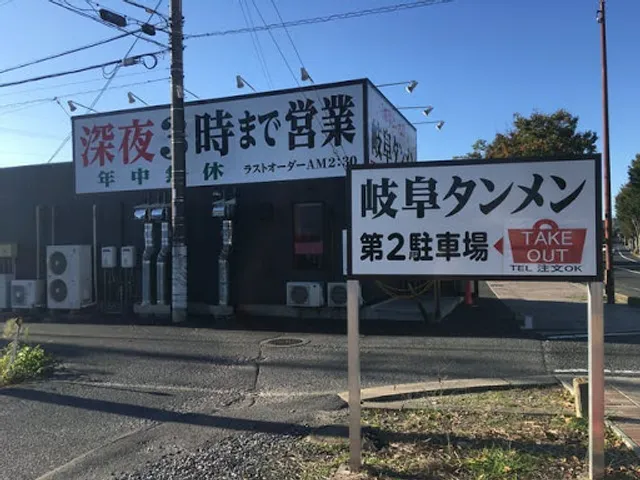 深夜3時まで営業
年中無休 ラストオーダーAM2:30
岐阜タンメン
岐阜タンメン
第2駐車場
TAKE
OUT
TEL 注文OK